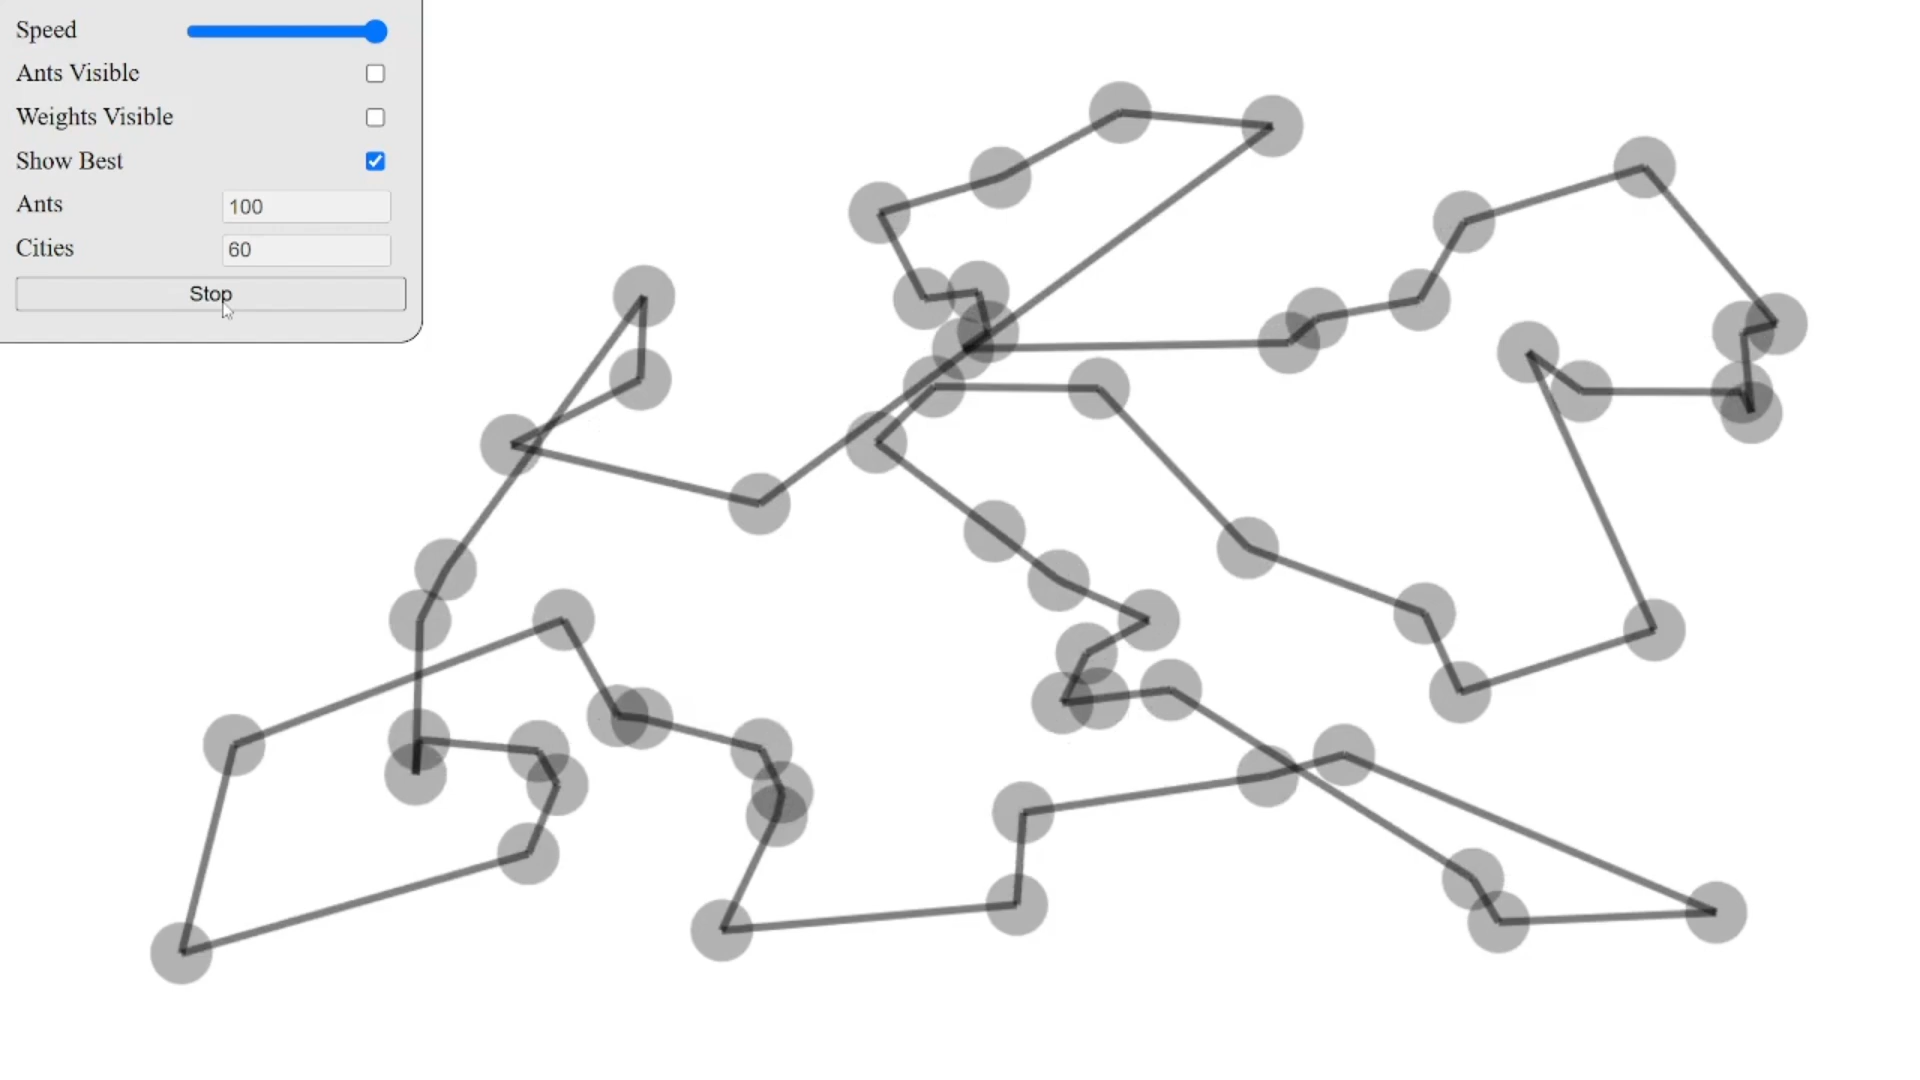 Speed
Ants Visible
Weights Visible
Show Best
Ants 100
Cities 60
Stop